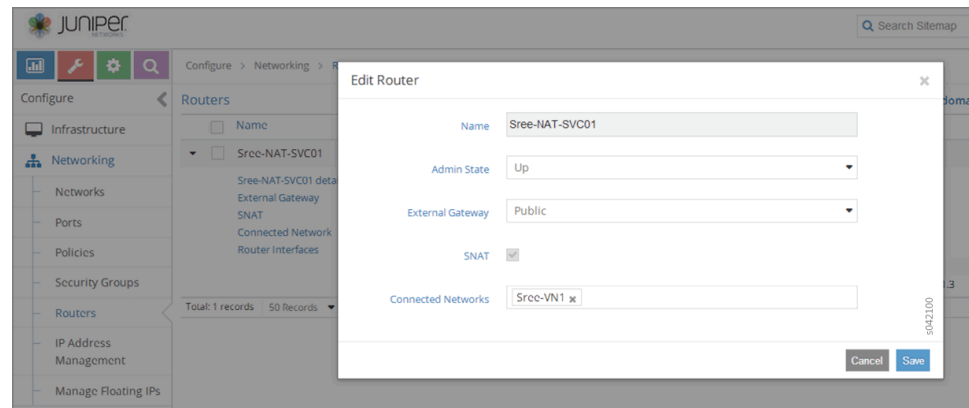 JUNIPER
NETWORKS
Search Sitemap
Configure > Networking > R
Configure
Routers
doma
Infrastructure
Name
Networking
Sree-NAT-SVC01
Networks
Sree-NAT-SVC01 deta
External Gateway
SNAT
Connected Network
Router Interfaces
Ports
Policies
Security Groups
Routers
Total: 1 records 50 Records
1.3
IP Address
Management
Manage Floating IPs
Edit Router
Name Sree-NAT-SVC01
Admin State Up
External Gateway Public
SNAT
Connected Networks Sree-VN1
Cancel Save
s042100